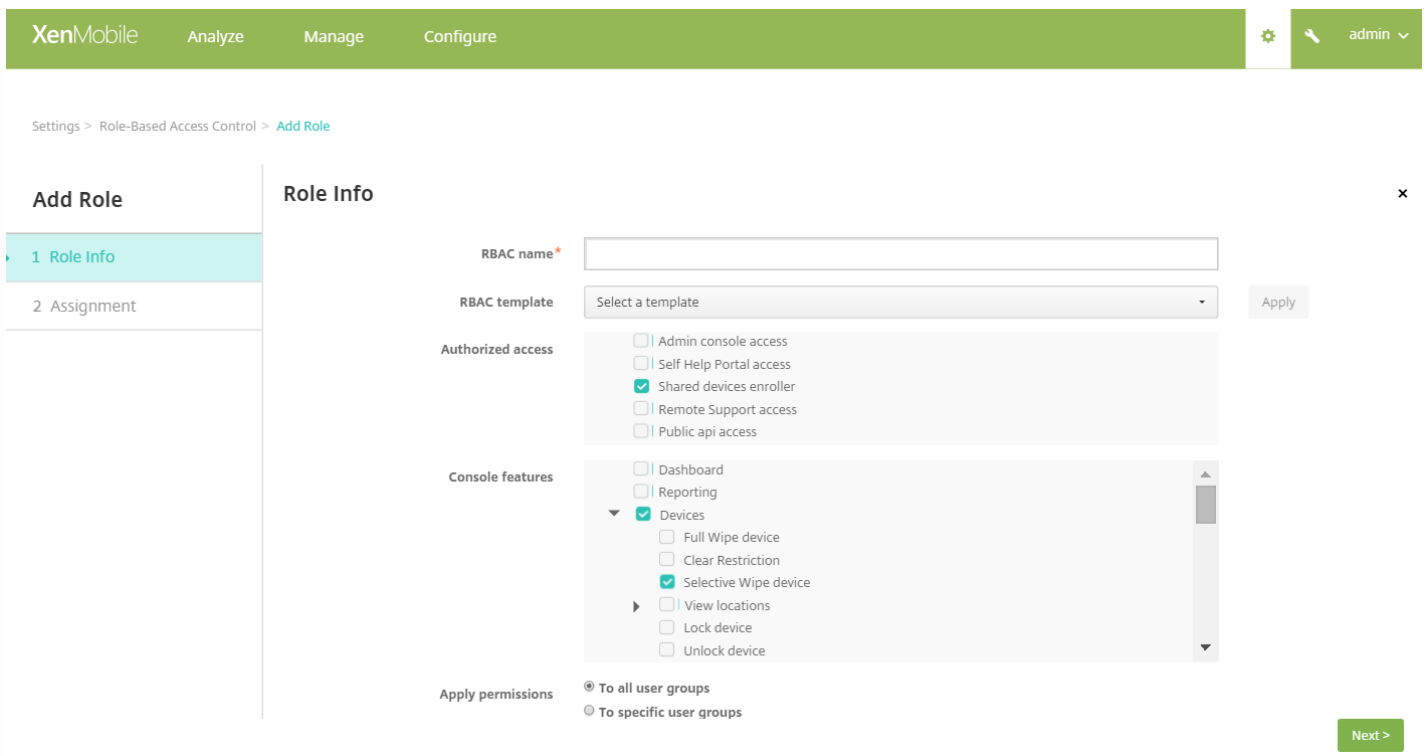 XenMobile Analyze Manage Configure admin
Settings > Role-Based Access Control > Add Role
Add Role
1 Role Info
2 Assignment
Role Info
RBAC name*
RBAC template Select a template Apply
Authorized access
Admin console access
Self Help Portal access
Shared devices enroller
Remote Support access
Public api access
Console features
Dashboard
Reporting
Devices
Full Wipe device
Clear Restriction
Selective Wipe device
View locations
Lock device
Unlock device
Apply permissions
To all user groups
To specific user groups
Next >